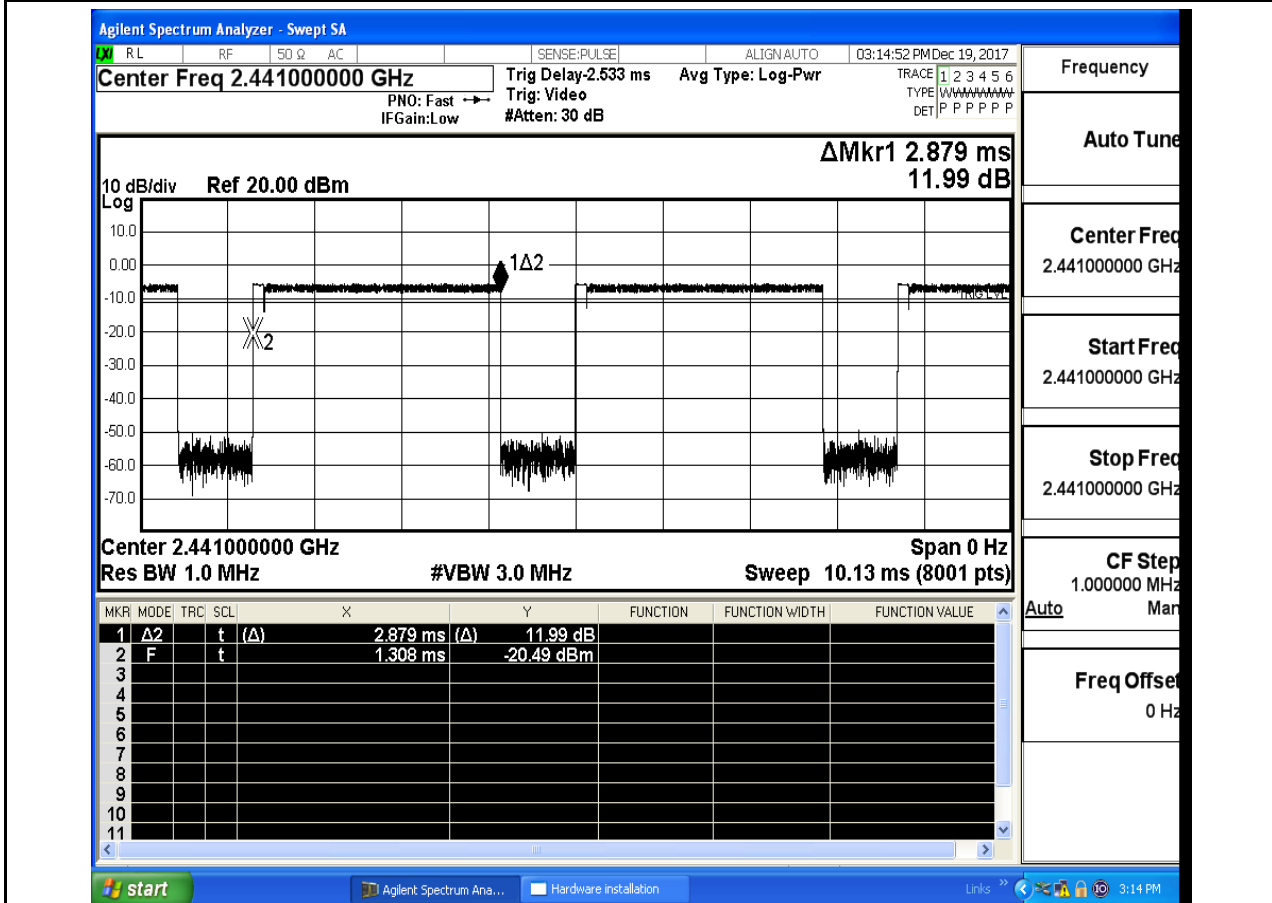 Agilent Spectrum Analyzer - Swept SA
LXI RL RF 50 Ω AC SENSE:PULSE ALIGN AUTO 03:14:52 PM Dec 19, 2017
Center Freq 2.441000000 GHz
PNO: Fast
IFGain:Low
Trig Delay-2.533 ms
Trig: Video
#Atten: 30 dB
Avg Type: Log-Pwr
TRACE 1 2 3 4 5 6
TYPE
DET P P P P P P
ΔMkr1 2.879 ms
11.99 dB
10 dB/div Ref 20.00 dBm
Log
10.0
0.00
-10.0
-20.0
-30.0
-40.0
-50.0
-60.0
-70.0
1Δ2
2
TRIG LVL
Center 2.441000000 GHz Span 0 Hz
Res BW 1.0 MHz #VBW 3.0 MHz Sweep 10.13 ms (8001 pts)
MKR MODE TRC SCL X Y FUNCTION FUNCTION WIDTH FUNCTION VALUE
1 Δ2 t (Δ) 2.879 ms (Δ) 11.99 dB
2 F t 1.308 ms -20.49 dBm
3
4
5
6
7
8
9
10
11
Frequency
Auto Tune
Center Freq
2.441000000 GHz
Start Freq
2.441000000 GHz
Stop Freq
2.441000000 GHz
CF Step
1.000000 MHz
Auto Man
Freq Offset
0 Hz
start Agilent Spectrum Ana... Hardware installation Links » 3:14 PM